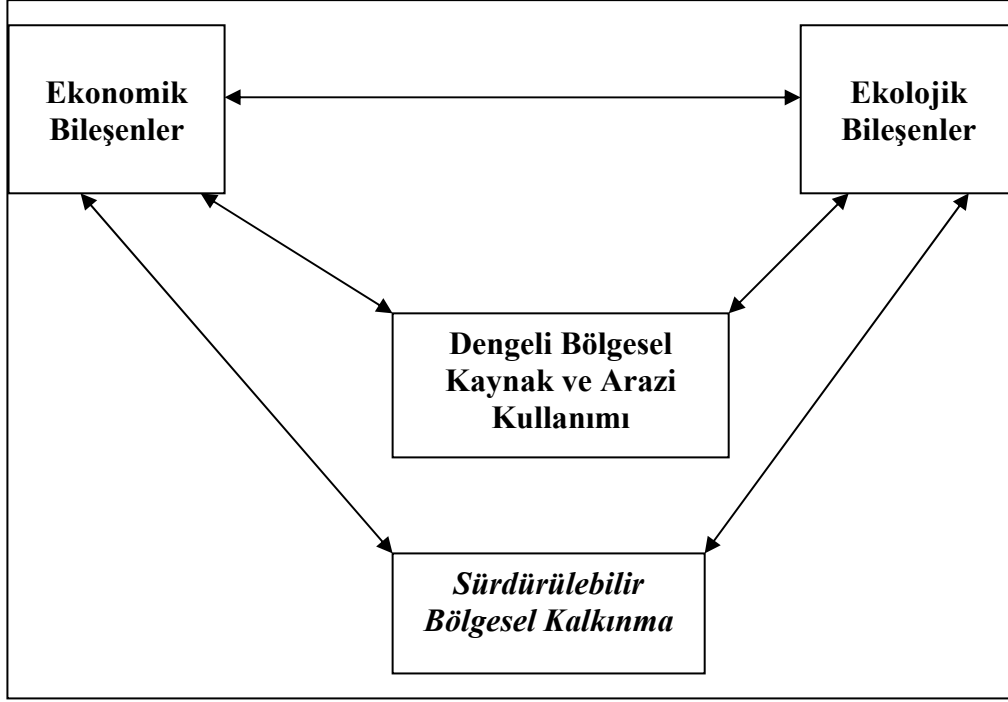 Ekonomik
Bileşenler
Ekolojik
Bileşenler
Dengeli Bölgesel
Kaynak ve Arazi
Kullanımı
Sürdürülebilir
Bölgesel Kalkınma